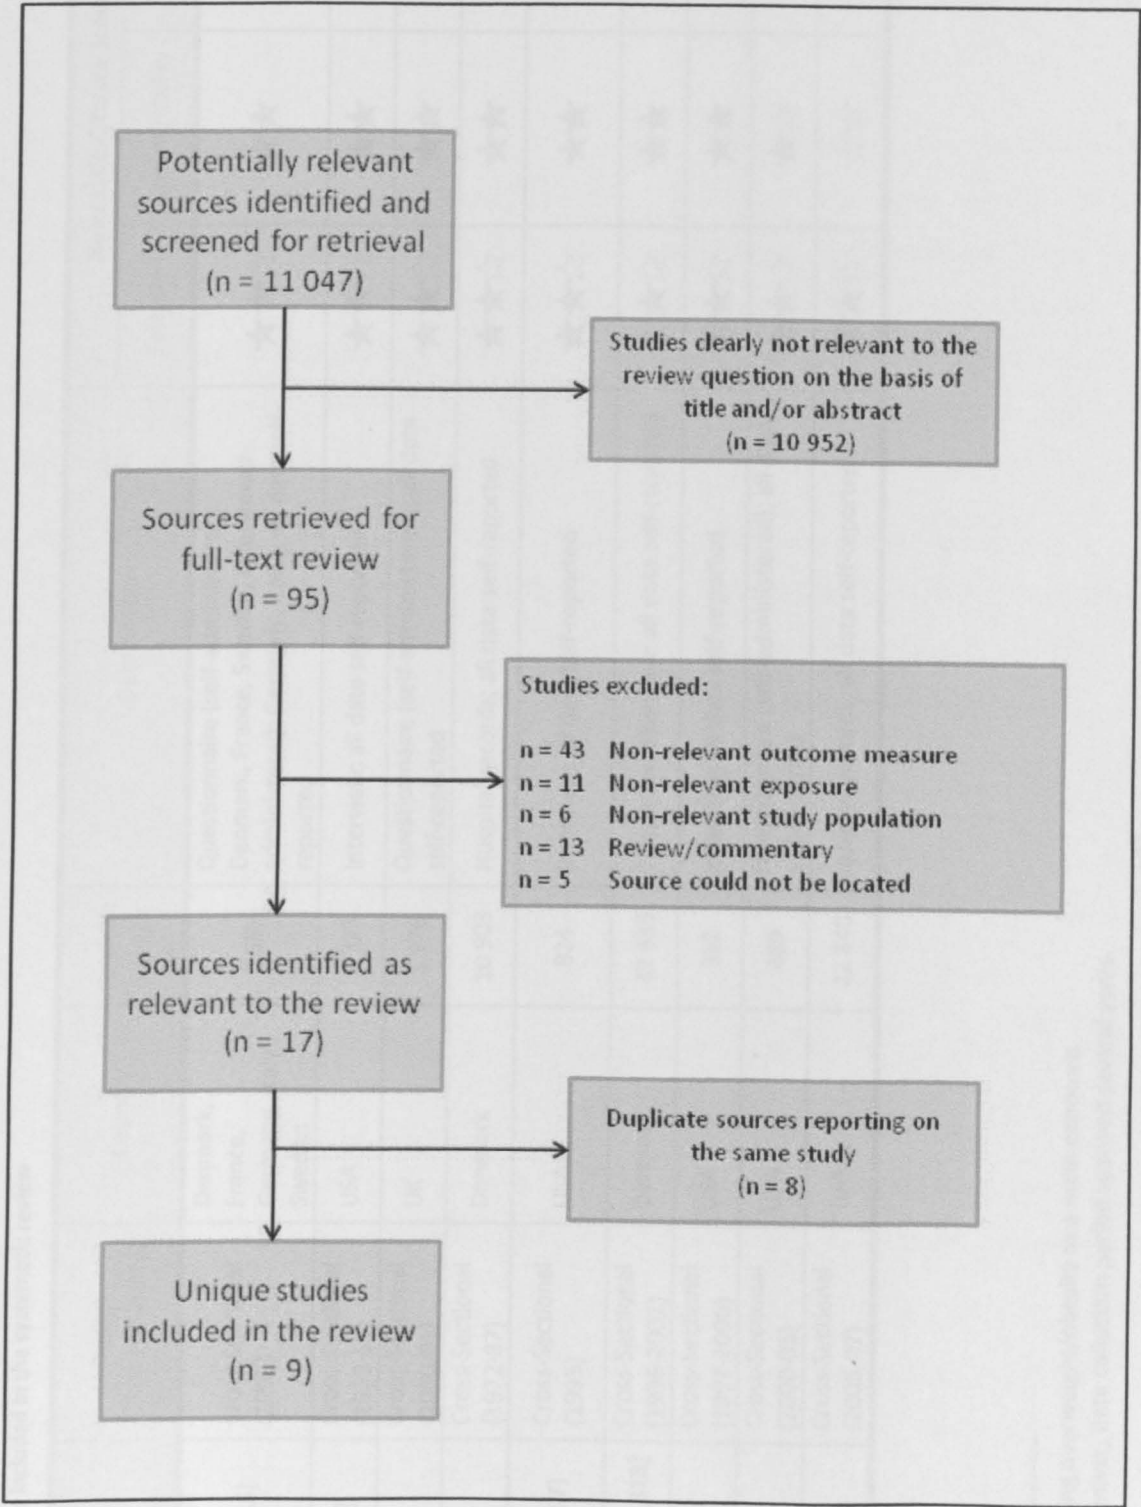 Potentially relevant
sources identified and
screened for retrieval
(n = 11 047)
Studies clearly not relevant to the
review question on the basis of
title and/or abstract
(n = 10 952)
Sources retrieved for
full-text review
(n = 95)
Studies excluded:
n = 43 Non-relevant outcome measure
n = 11 Non-relevant exposure
n = 6 Non-relevant study population
n = 13 Review/commentary
n = 5 Source could not be located
Sources identified as
relevant to the review
(n = 17)
Duplicate sources reporting on
the same study
(n = 8)
Unique studies
included in the review
(n = 9)